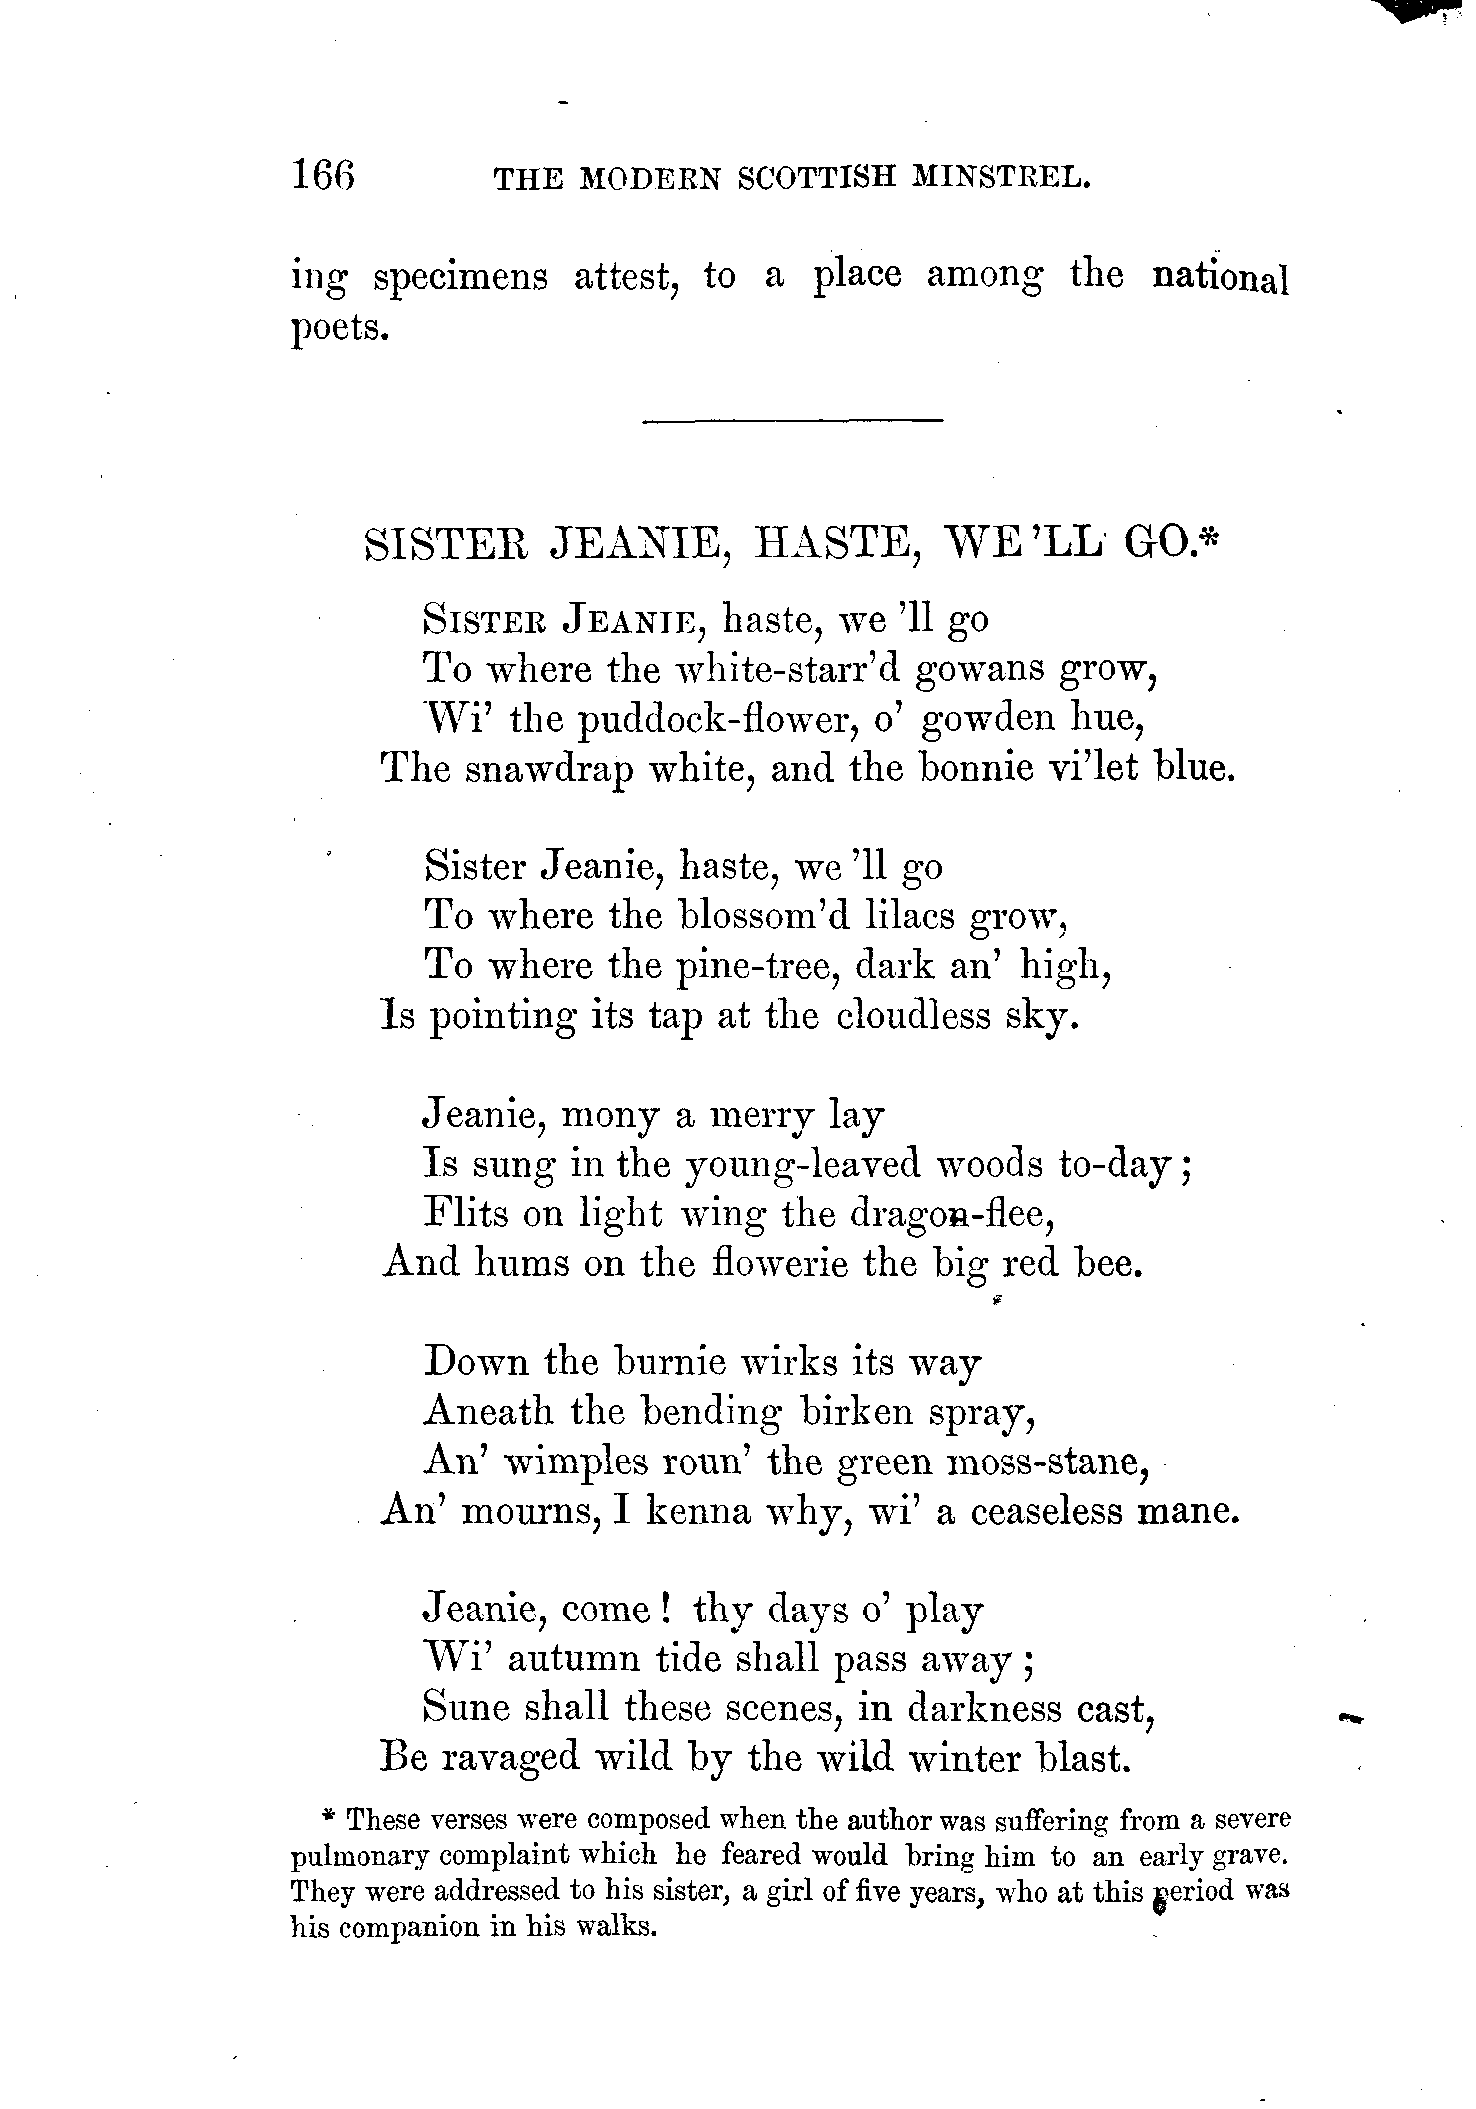 166 THE MODERN SCOTTISH MINSTREL.
ing specimens attest, to a place among the national
poets.
SISTER JEANIE, HASTE, WE 'LL GO.*
SISTER JEANIE, haste, we 'll go
To where the white-starr'd gowans grow,
Wi' the puddock-flower, o' gowden hue,
The snawdrap white, and the bonnie vi'let blue.
Sister Jeanie, haste, we 'll go
To where the blossom'd lilacs grow,
To where the pine-tree, dark an' high,
Is pointing its tap at the cloudless sky.
Jeanie, mony a merry lay
Is sung in the young-leaved woods to-day;
Flits on light wing the dragon-flee,
And hums on the flowerie the big red bee.
Down the burnie wirks its way
Aneath the bending birken spray,
An' wimples roun' the green moss-stane,
An' mourns, I kenna why, wi' a ceaseless mane.
Jeanie, come! thy days o' play
Wi' autumn tide shall pass away;
Sune shall these scenes, in darkness cast,
Be ravaged wild by the wild winter blast.
* These verses were composed when the author was suffering from a severe
pulmonary complaint which he feared would bring him to an early grave.
They were addressed to his sister, a girl of five years, who at this period was
his companion in his walks.